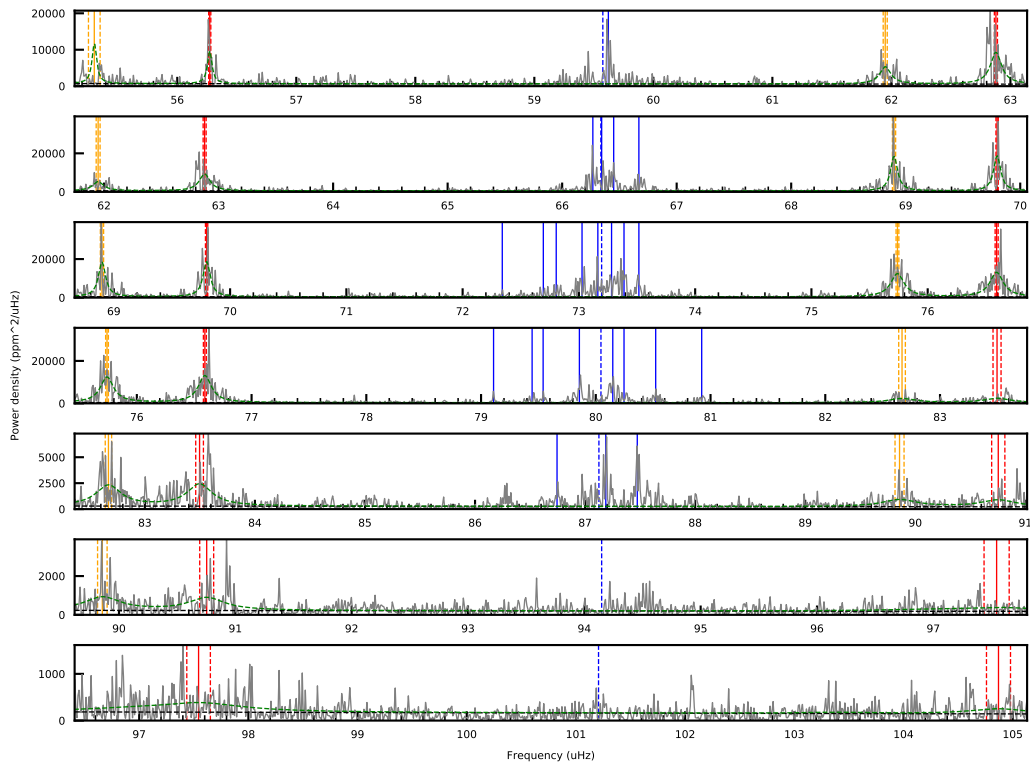 20000
10000
0
56 57 58 59 60 61 62 63
20000
0
62 63 64 65 66 67 68 69 70
20000
0
69 70 71 72 73 74 75 76
Power density (ppm^2/uHz)
20000
0
76 77 78 79 80 81 82 83
5000
2500
0
83 84 85 86 87 88 89 90 91
2000
0
90 91 92 93 94 95 96 97
1000
0
97 98 99 100 101 102 103 104 105
Frequency (uHz)